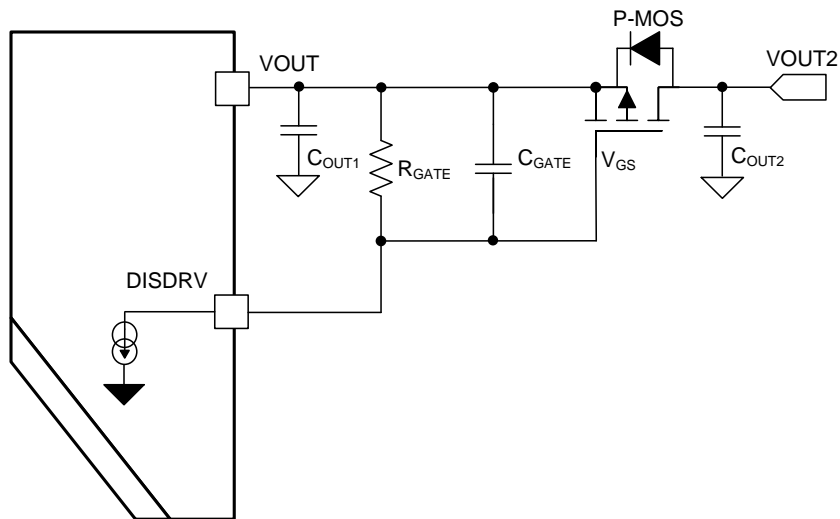 P-MOS
VOUT
VOUT2
COUT1
RGATE
CGATE
VGS
COUT2
DISDRV